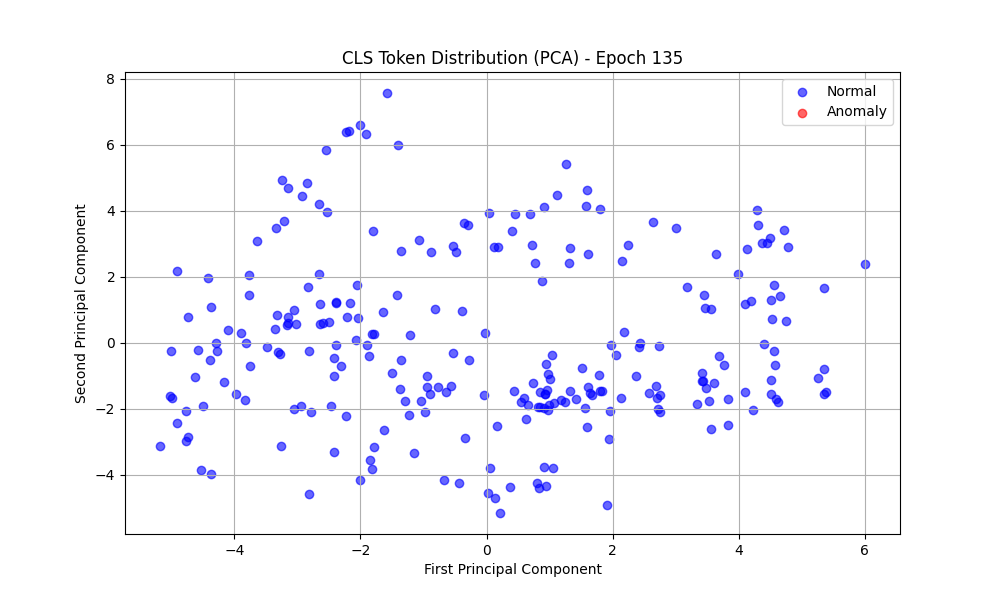 CLS Token Distribution (PCA) - Epoch 135
Second Principal Component
8
6
4
2
0
−2
−4
Normal
Anomaly
−4 −2 0 2 4 6
First Principal Component